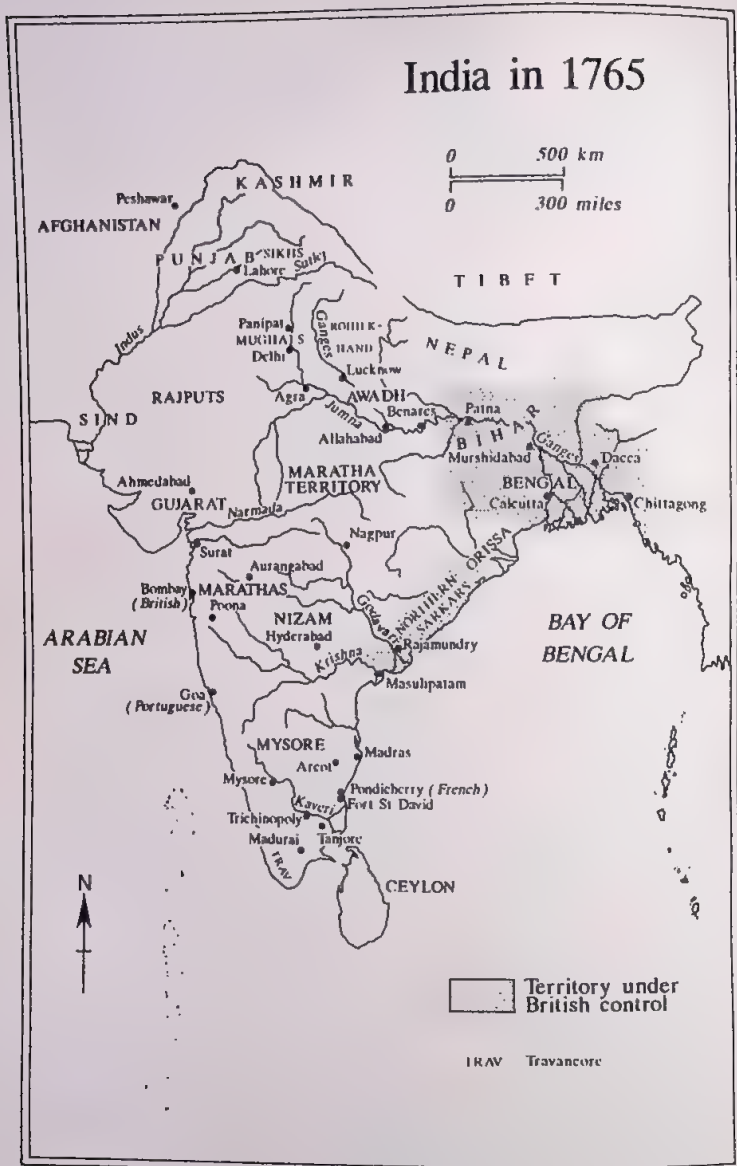 India in 1765
0 500 km
0 300 miles
KASHMIR
Peshawar
AFGHANISTAN
PUNJAB
SIKHS
Lahore
Sutlej
TIBET
Indus
Panipat
MUGHALS
Delhi
Ganges
ROHILK-
HAND
NEPAL
Lucknow
RAJPUTS
Agra
AWADH
SIND
Jumna
Benares
Patna
Allahabad
BIHAR
Ganges
Murshidabad
Dacca
MARATHA
TERRITORY
Ahmedabad
GUJARAT
BENGAL
Calcutta
Chittagong
Narmada
Nagpur
Surat
ORISSA
Aurangabad
Bombay
(British)
MARATHAS
Poona
NORTHERN
SARKARS
Godavari
NIZAM
Hyderabad
ARABIAN
SEA
BAY OF
BENGAL
Rajamundry
Krishna
Masulipatam
Goa
(Portuguese)
MYSORE
Madras
Arcot
Mysore
Pondicherry (French)
Fort St David
Kaveri
Trichinopoly
Tanjore
Madurai
TRAV
N
CEYLON
Territory under
British control
TRAV Travancore